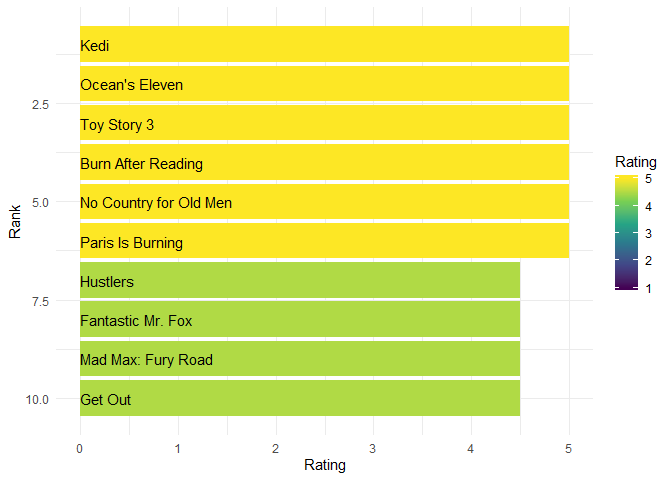 Kedi
Ocean's Eleven
2.5
Toy Story 3
Burn After Reading
5.0
No Country for Old Men
Paris Is Burning
Hustlers
7.5
Fantastic Mr. Fox
Mad Max: Fury Road
10.0
Get Out
Rank
0 1 2 3 4 5
Rating
Rating
5
4
3
2
1